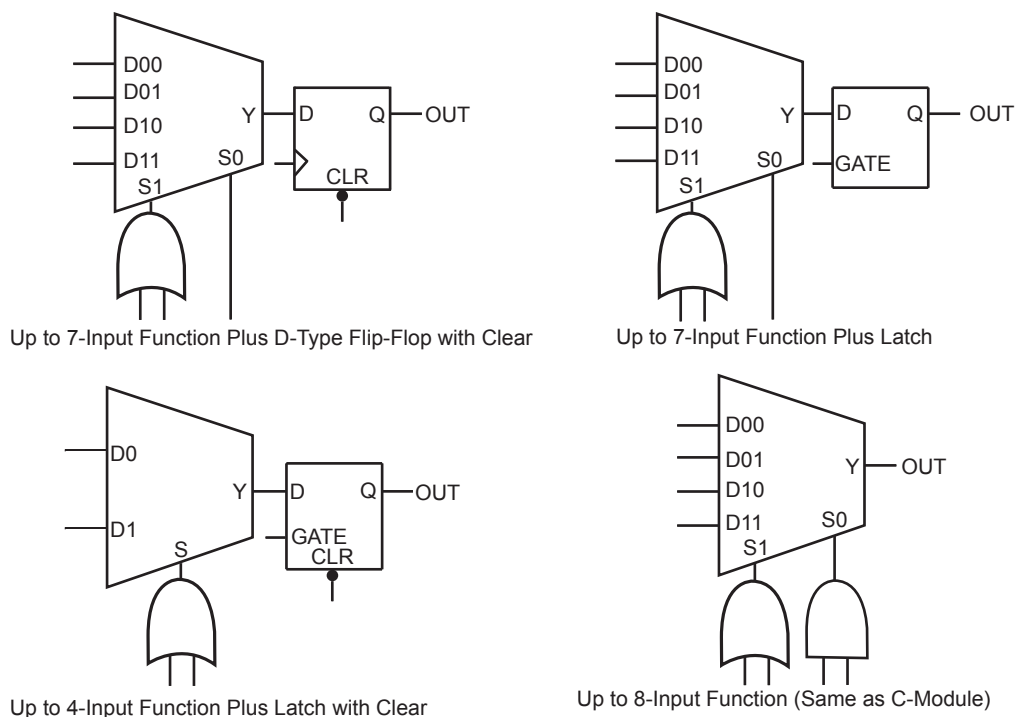 D00
D01
D10
D11
S1
S0
Y
D
Q
CLR
OUT
Up to 7-Input Function Plus D-Type Flip-Flop with Clear
D00
D01
D10
D11
S1
S0
Y
D
Q
GATE
OUT
Up to 7-Input Function Plus Latch
D0
D1
S
Y
D
Q
GATE
CLR
OUT
Up to 4-Input Function Plus Latch with Clear
D00
D01
D10
D11
S1
S0
Y
OUT
Up to 8-Input Function (Same as C-Module)